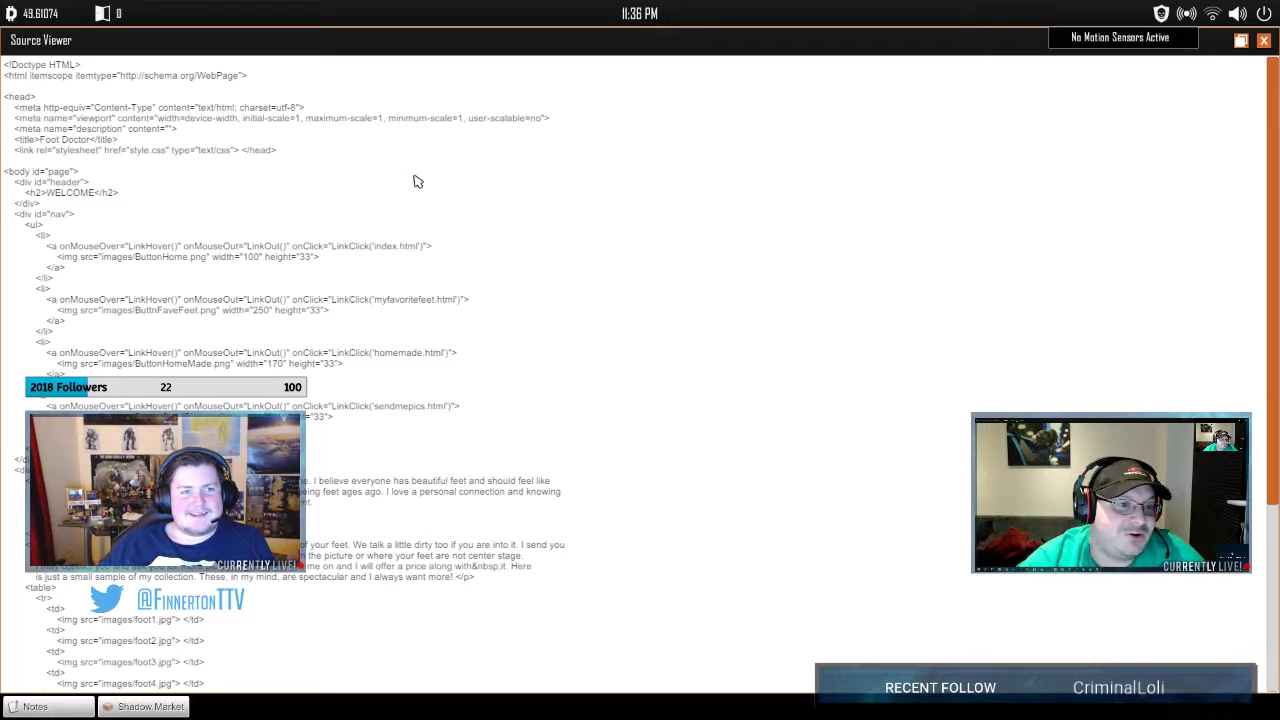 49.61074
0
11:36 PM
Source Viewer
No Motion Sensors Active
<!Doctype HTML>
<html itemscope itemtype="http://schema.org/WebPage">
<head>
<meta http-equiv="Content-Type" content="text/html; charset=utf-8">
<meta name="viewport" content="width=device-width, initial-scale=1, maximum-scale=1, minimum-scale=1, user-scalable=no">
<meta name="description" content="">
<title>Foot Doctor</title>
<link rel="stylesheet" href="style.css" type="text/css"> </head>
<body id="page">
<div id="header">
<h2>WELCOME</h2>
</div>
<div id="nav">
<ul>
<li>
<a onMouseOver="LinkHover()" onMouseOut="LinkOut()" onClick="LinkClick('index.html')">
<img src="images/ButtonHome.png" width="100" height="33">
</a>
</li>
<li>
<a onMouseOver="LinkHover()" onMouseOut="LinkOut()" onClick="LinkClick('myfavoritefeet.html')">
<img src="images/ButtnFaveFeet.png" width="250" height="33">
</a>
</li>
<li>
<a onMouseOver="LinkHover()" onMouseOut="LinkOut()" onClick="LinkClick('homemade.html')">
<img src="images/ButtonHomeMade.png" width="170" height="33">
</a>
2018 Followers 22 100
<a onMouseOver="LinkHover()" onMouseOut="LinkOut()" onClick="LinkClick('sendmepics.html')">
="33">
I believe everyone has beautiful feet and should feel like
feet ages ago. I love a personal connection and knowing
of your feet. We talk a little dirty too if you are into it. I send you
the picture or where your feet are not center stage.
me on and I will offer a price along with&nbsp;it. Here
is just a small sample of my collection. These, in my mind, are spectacular and I always want more! </p>
<table>
<tr>
<td>
<img src="images/foot1.jpg"> </td>
<td>
<img src="images/foot2.jpg"> </td>
<td>
<img src="images/foot3.jpg"> </td>
<td>
<img src="images/foot4.jpg"> </td>
CURRENTLY LIVE!
CURRENTLY LIVE!
@FinnertonTTV
RECENT FOLLOW CriminalLoli
Notes
Shadow Market